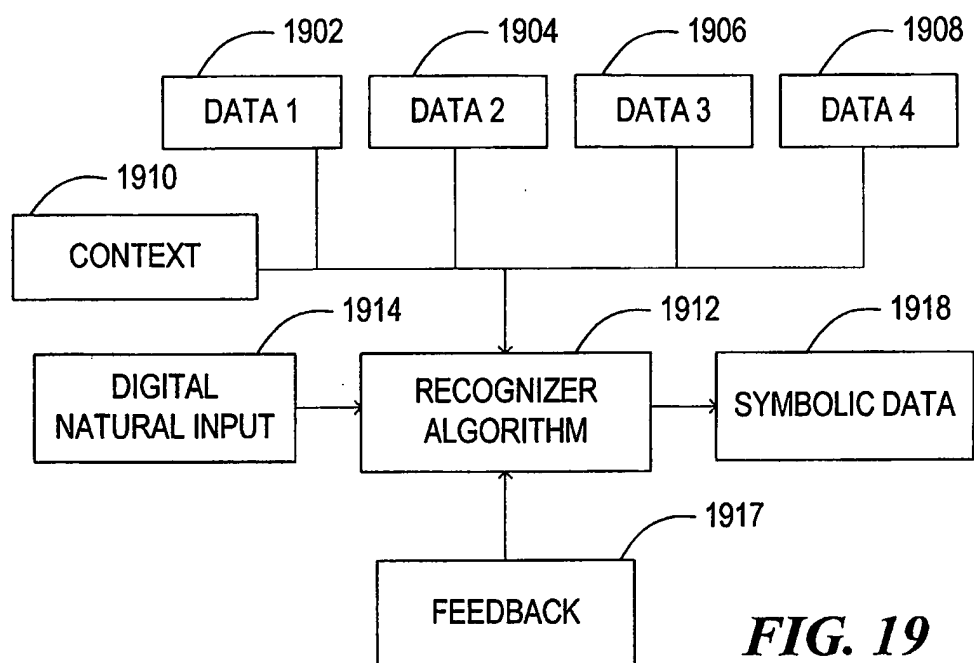 1902
1904
1906
1908
DATA 1
DATA 2
DATA 3
DATA 4
1910
CONTEXT
1914
1912
1918
DIGITAL
NATURAL INPUT
RECOGNIZER
ALGORITHM
SYMBOLIC DATA
1917
FEEDBACK
FIG. 19